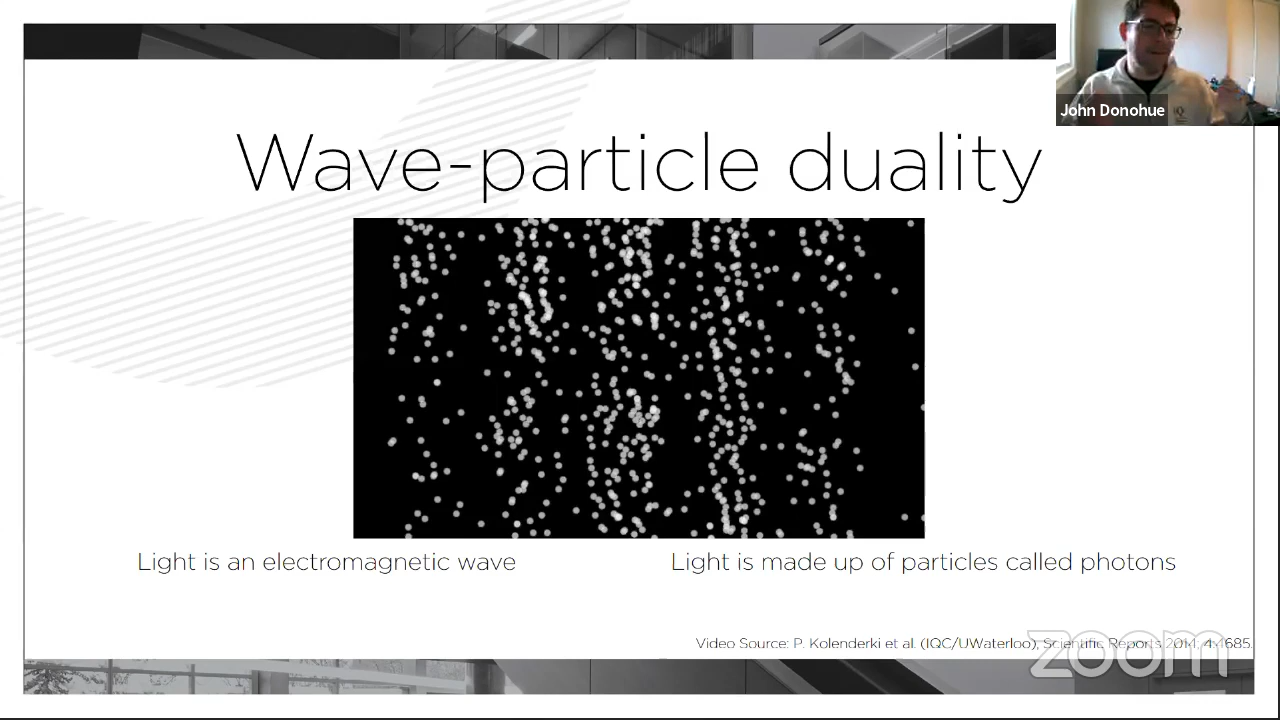 John Donohue
Wave-particle duality
Light is an electromagnetic wave
Light is made up of particles called photons
Video Source: P. Kolenderki et al. (IQC/UWaterloo), Scientific Reports 2014, 4:4685.
zoom